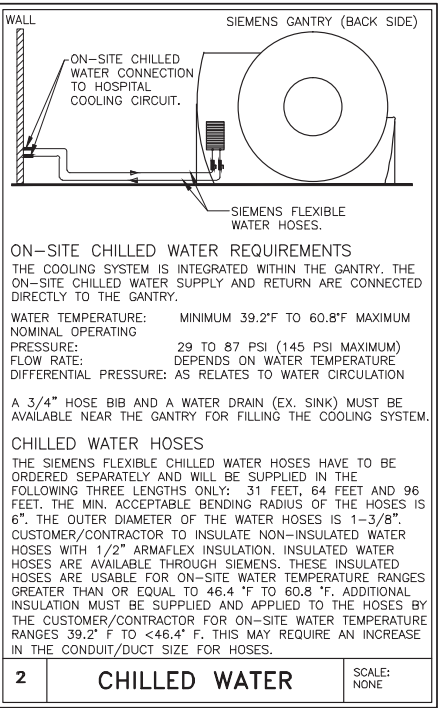 WALL
SIEMENS GANTRY (BACK SIDE)
ON-SITE CHILLED
WATER CONNECTION
TO HOSPITAL
COOLING CIRCUIT.
SIEMENS FLEXIBLE
WATER HOSES.
ON-SITE CHILLED WATER REQUIREMENTS
THE COOLING SYSTEM IS INTEGRATED WITHIN THE GANTRY. THE
ON-SITE CHILLED WATER SUPPLY AND RETURN ARE CONNECTED
DIRECTLY TO THE GANTRY.
WATER TEMPERATURE: MINIMUM 39.2°F TO 60.8°F MAXIMUM
NOMINAL OPERATING
PRESSURE: 29 TO 87 PSI (145 PSI MAXIMUM)
FLOW RATE: DEPENDS ON WATER TEMPERATURE
DIFFERENTIAL PRESSURE: AS RELATES TO WATER CIRCULATION
A 3/4" HOSE BIB AND A WATER DRAIN (EX. SINK) MUST BE
AVAILABLE NEAR THE GANTRY FOR FILLING THE COOLING SYSTEM.
CHILLED WATER HOSES
THE SIEMENS FLEXIBLE CHILLED WATER HOSES HAVE TO BE
ORDERED SEPARATELY AND WILL BE SUPPLIED IN THE
FOLLOWING THREE LENGTHS ONLY: 31 FEET, 64 FEET AND 96
FEET. THE MIN. ACCEPTABLE BENDING RADIUS OF THE HOSES IS
6". THE OUTER DIAMETER OF THE WATER HOSES IS 1-3/8".
CUSTOMER/CONTRACTOR TO INSULATE NON-INSULATED WATER
HOSES WITH 1/2" ARMAFLEX INSULATION. INSULATED WATER
HOSES ARE AVAILABLE THROUGH SIEMENS. THESE INSULATED
HOSES ARE USABLE FOR ON-SITE WATER TEMPERATURE RANGES
GREATER THAN OR EQUAL TO 46.4 °F TO 60.8 °F. ADDITIONAL
INSULATION MUST BE SUPPLIED AND APPLIED TO THE HOSES BY
THE CUSTOMER/CONTRACTOR FOR ON-SITE WATER TEMPERATURE
RANGES 39.2° F TO <46.4° F. THIS MAY REQUIRE AN INCREASE
IN THE CONDUIT/DUCT SIZE FOR HOSES.
2
CHILLED WATER
SCALE:
NONE